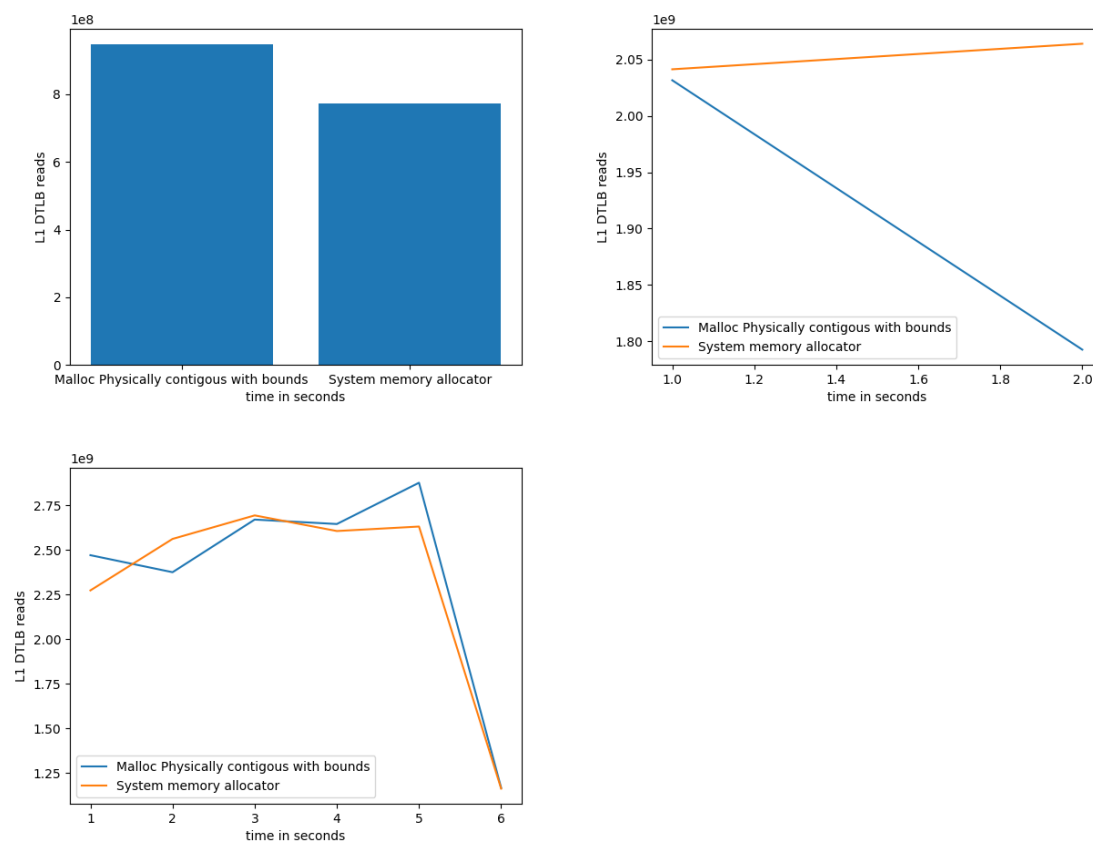 1e8
8
6
4
2
0
L1 DTLB reads
Malloc Physically contigous with bounds
System memory allocator
time in seconds
1e9
2.05
2.00
1.95
1.90
1.85
1.80
L1 DTLB reads
Malloc Physically contigous with bounds
System memory allocator
1.0 1.2 1.4 1.6 1.8 2.0
time in seconds
1e9
2.75
2.50
2.25
2.00
1.75
1.50
1.25
L1 DTLB reads
Malloc Physically contigous with bounds
System memory allocator
1 2 3 4 5 6
time in seconds